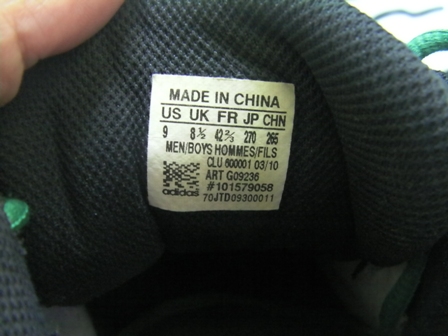 MADE IN CHINA
US UK FR JP CHN
9 8½ 42⅔ 270 265
MEN/BOYS HOMMES/FILS
CLU 600001 03/10
ART G09236
#101579058
adidas
70JTD09300011